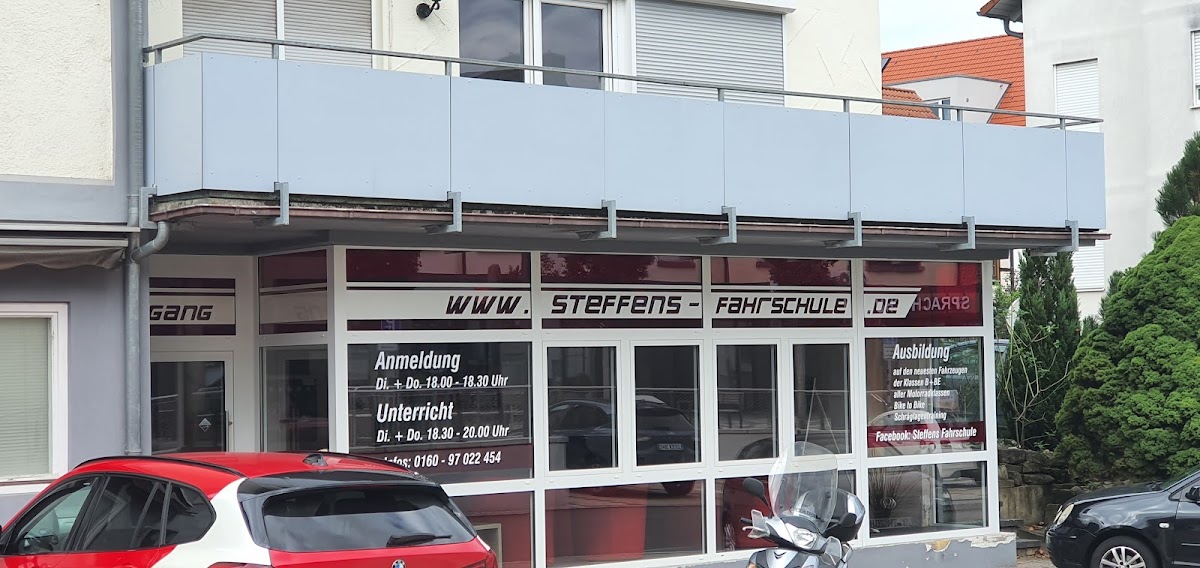 GANG
www. STEFFENS - FAHRSCHULE .DE
SPRACH
Anmeldung
Di. + Do. 18.00 - 18.30 Uhr
Unterricht
Di. + Do. 18.30 - 20.00 Uhr
Infos: 0160 - 97 022 454
Ausbildung
auf den neuesten Fahrzeugen
der Klassen B+BE
aller Motorradklassen
Bike to Bike
Schräglagentraining
Facebook: Steffens Fahrschule